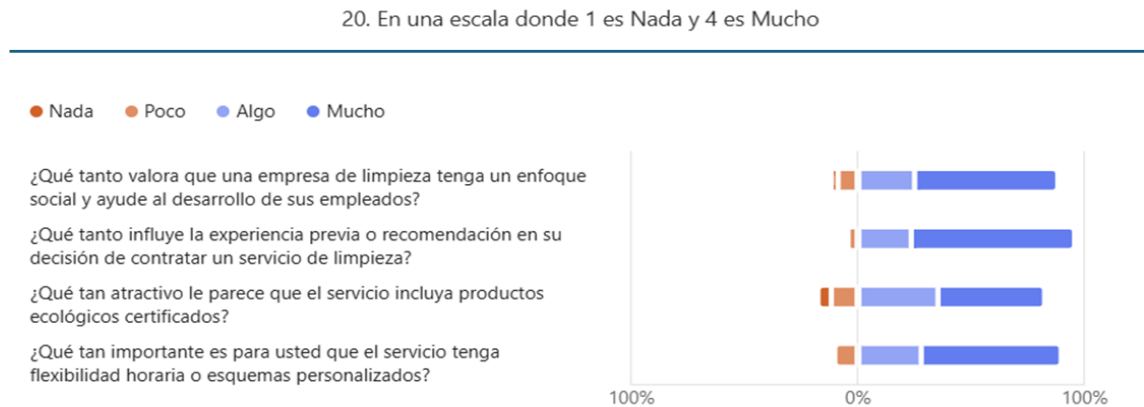 20. En una escala donde 1 es Nada y 4 es Mucho
Nada Poco Algo Mucho
¿Qué tanto valora que una empresa de limpieza tenga un enfoque
social y ayude al desarrollo de sus empleados?
¿Qué tanto influye la experiencia previa o recomendación en su
decisión de contratar un servicio de limpieza?
¿Qué tan atractivo le parece que el servicio incluya productos
ecológicos certificados?
¿Qué tan importante es para usted que el servicio tenga
flexibilidad horaria o esquemas personalizados?
100% 0% 100%